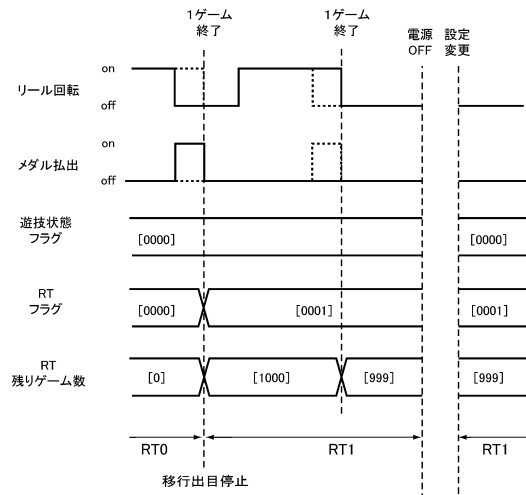 1ゲーム
終了
1ゲーム
終了
電源
OFF
設定
変更
リール回転
on
off
メダル払出
on
off
遊技状態
フラグ
[0000]
[0000]
RT
フラグ
[0000]
[0001]
[0001]
RT
残りゲーム数
[0]
[1000]
[999]
[999]
RT0
RT1
RT1
移行出目停止